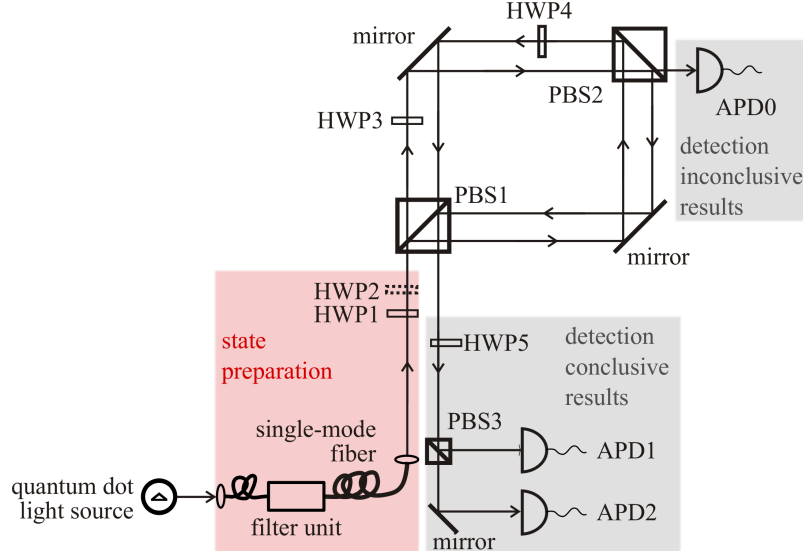 HWP4
mirror
PBS2
APD0
HWP3
detection
inconclusive
results
PBS1
mirror
HWP2
HWP1
state
preparation
HWP5
detection
conclusive
results
single-mode
fiber
PBS3
APD1
quantum dot
light source
filter unit
mirror
APD2